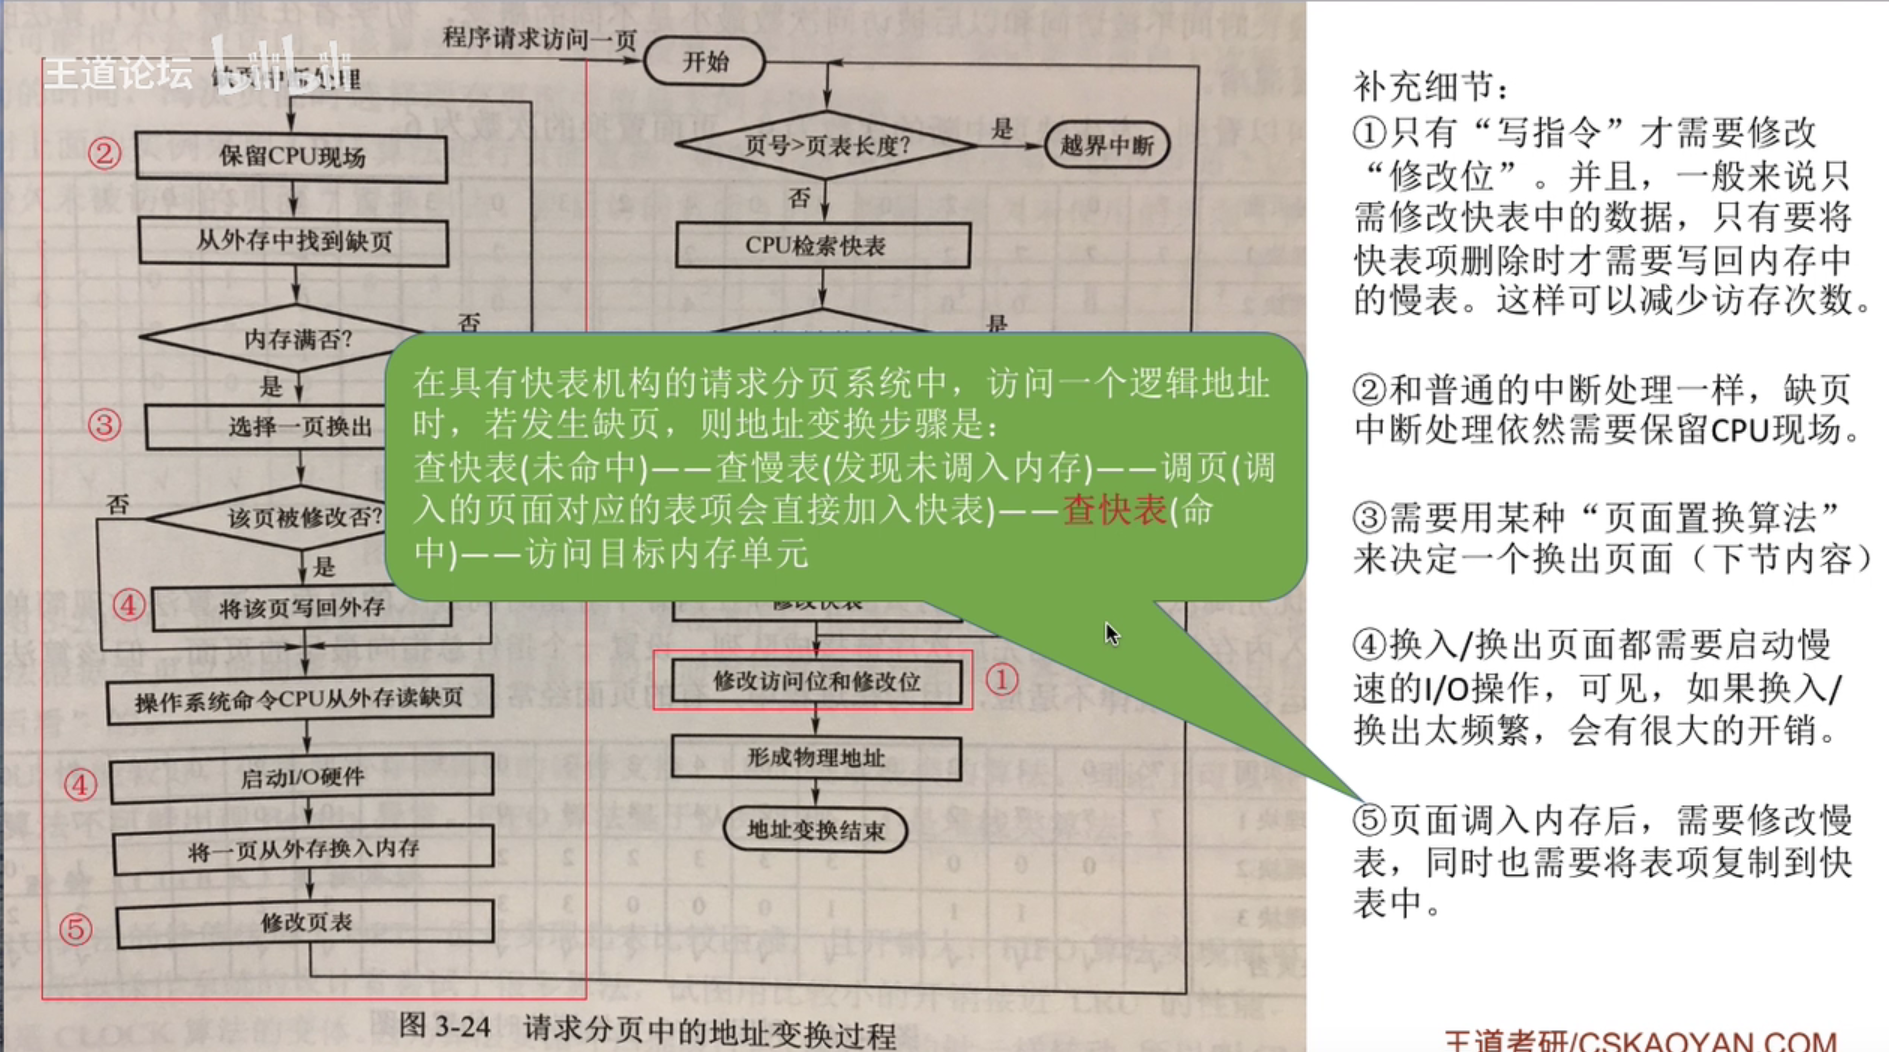 王道论坛 bilibili
程序请求访问一页
开始
缺页中断处理
② 保留CPU现场
从外存中找到缺页
内存满否?
否
是
③ 选择一页换出
该页被修改否?
否
是
④ 将该页写回外存
操作系统命令CPU从外存读缺页
④ 启动I/O硬件
将一页从外存换入内存
⑤ 修改页表
页号>页表长度?
是
越界中断
否
CPU检索快表
是
在具有快表机构的请求分页系统中，访问一个逻辑地址
时，若发生缺页，则地址变换步骤是：
查快表(未命中)——查慢表(发现未调入内存)——调页(调
入的页面对应的表项会直接加入快表)——查快表(命
中)——访问目标内存单元
修改快表
修改访问位和修改位 ①
形成物理地址
地址变换结束
图 3-24 请求分页中的地址变换过程
补充细节：
①只有“写指令”才需要修改
“修改位”。并且，一般来说只
需修改快表中的数据，只有要将
快表项删除时才需要写回内存中
的慢表。这样可以减少访存次数。
②和普通的中断处理一样，缺页
中断处理依然需要保留CPU现场。
③需要用某种“页面置换算法”
来决定一个换出页面（下节内容）
④换入/换出页面都需要启动慢
速的I/O操作，可见，如果换入/
换出太频繁，会有很大的开销。
⑤页面调入内存后，需要修改慢
表，同时也需要将表项复制到快
表中。
王道考研/CSKAOYAN.COM